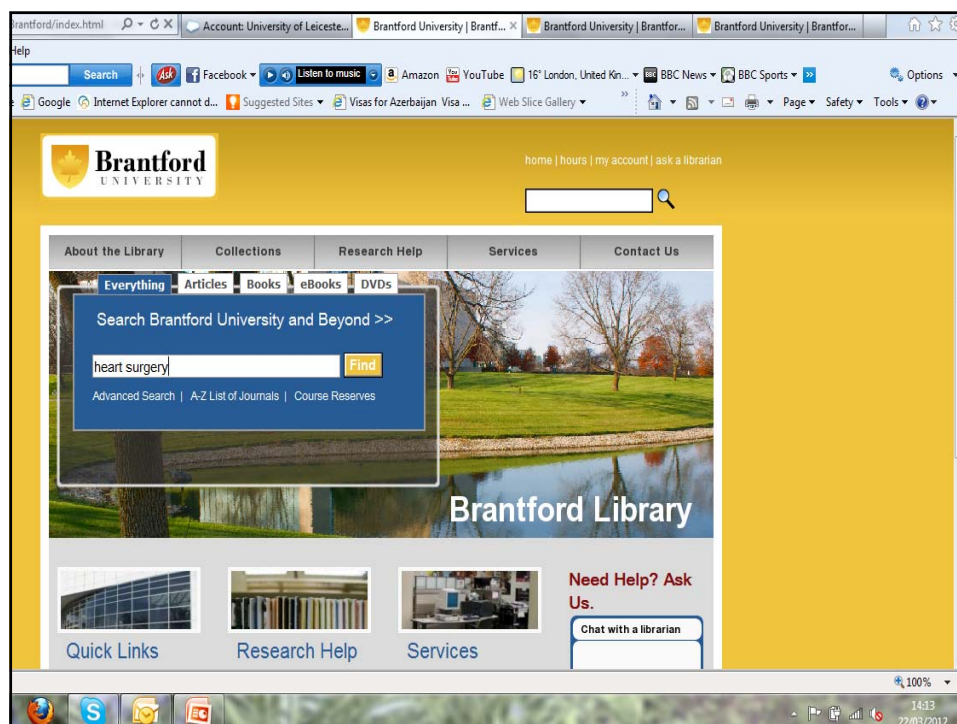 rantford/index.html Account: University of Leiceste... Brantford University | Brantf... Brantford University | Brantfor... Brantford University | Brantfor...
Help
Search Ask Facebook Listen to music Amazon YouTube 16° London, United Kin... BBC News BBC Sports Options
Google Internet Explorer cannot d... Suggested Sites Visas for Azerbaijan Visa ... Web Slice Gallery Page Safety Tools
Brantford
UNIVERSITY
home | hours | my account | ask a librarian
About the Library Collections Research Help Services Contact Us
Everything Articles Books eBooks DVDs
Search Brantford University and Beyond >>
heart surgery Find
Advanced Search | A-Z List of Journals | Course Reserves
Brantford Library
Need Help? Ask
Us.
Chat with a librarian
Quick Links Research Help Services
100%
14:13
22/03/2012